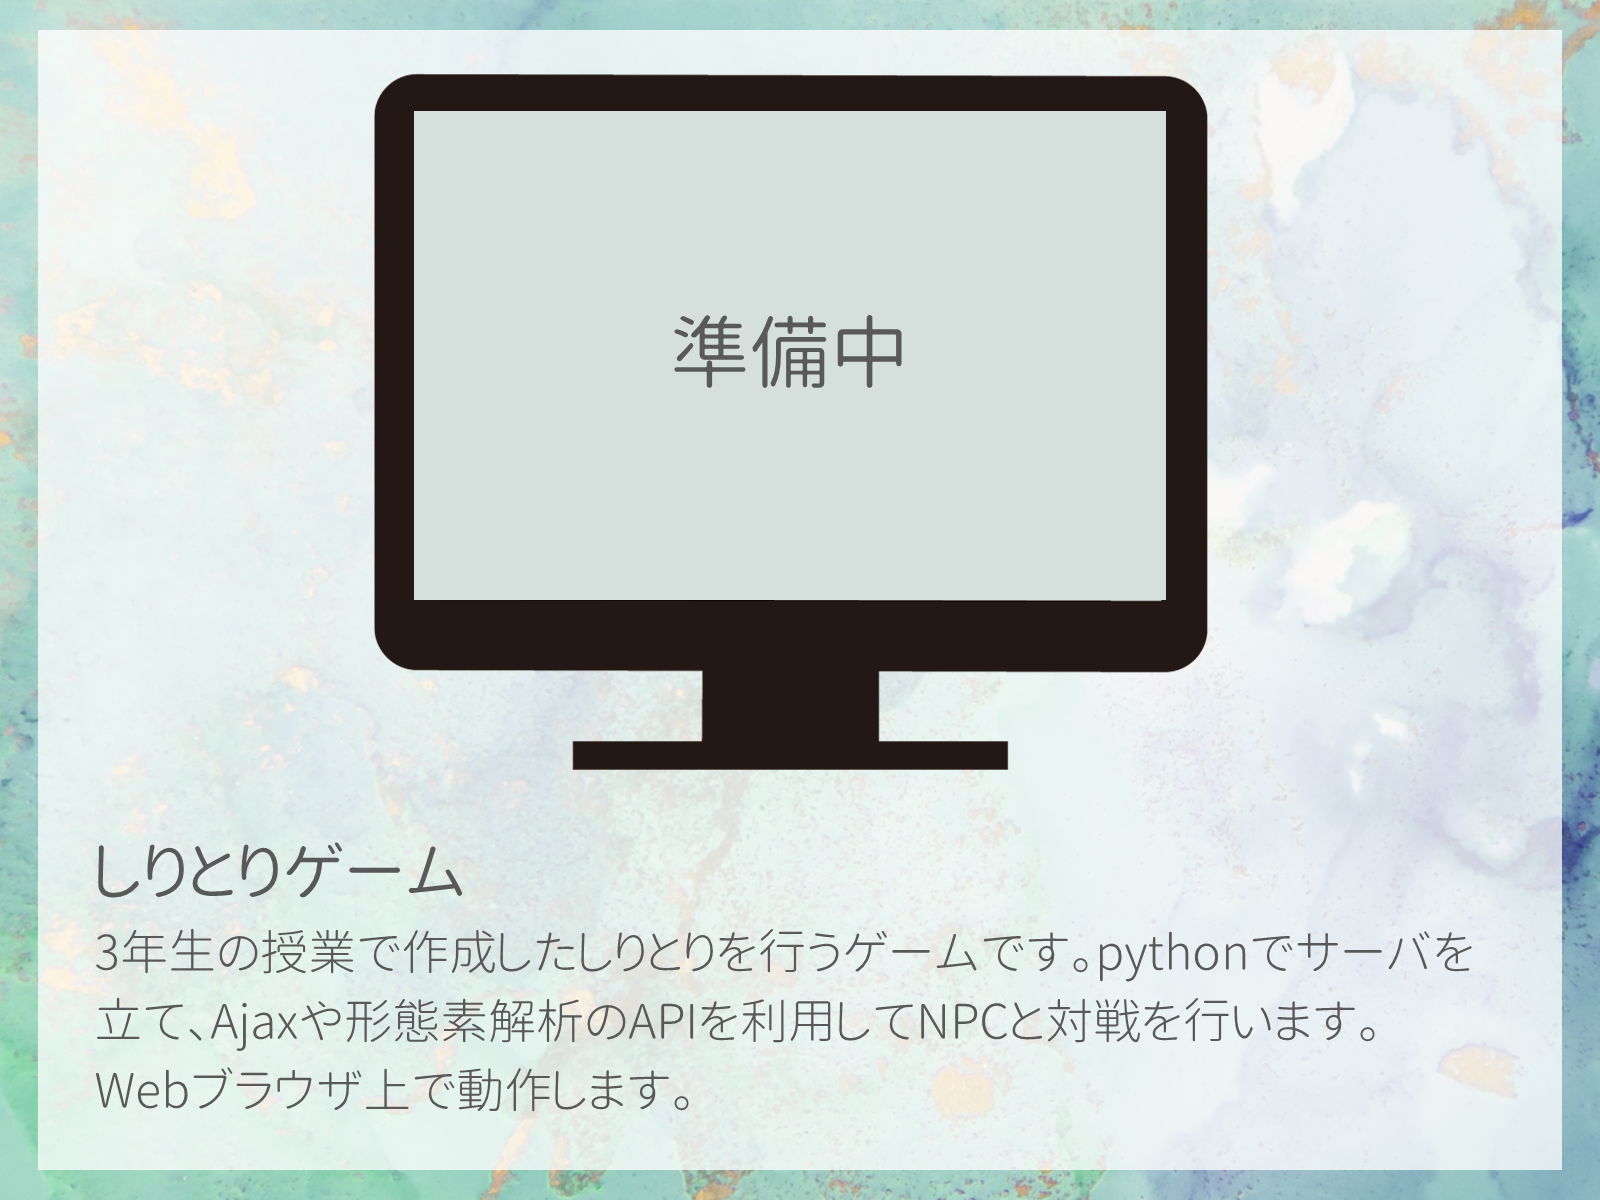 準備中
しりとりゲーム
3年生の授業で作成したしりとりを行うゲームです。pythonでサーバを
立て、Ajaxや形態素解析のAPIを利用してNPCと対戦を行います。
Webブラウザ上で動作します。